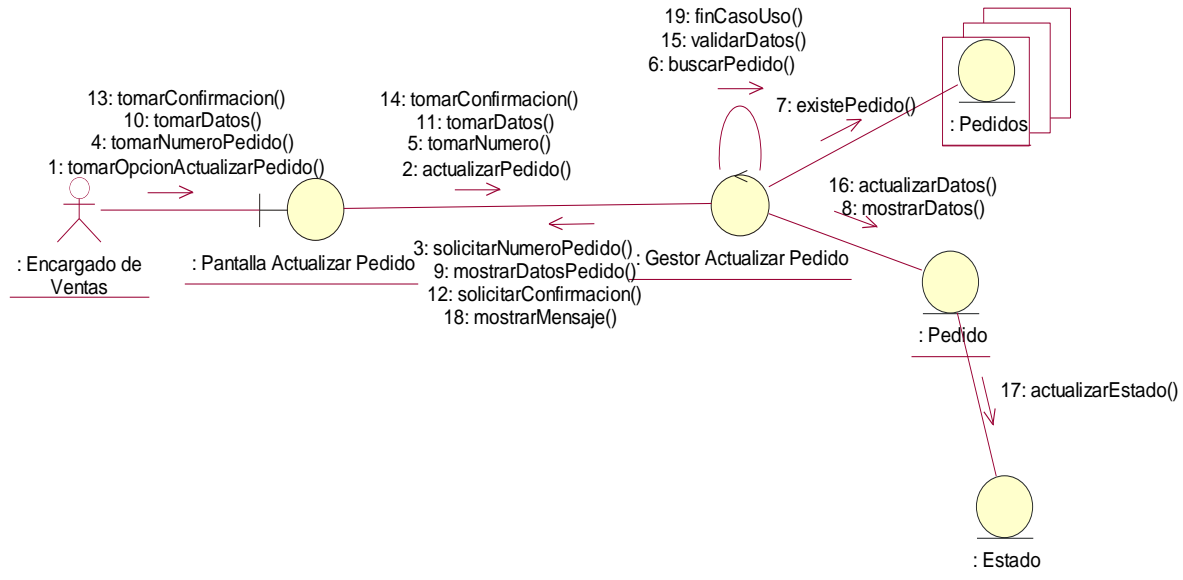 19: finCasoUso()
15: validarDatos()
6: buscarPedido()
13: tomarConfirmacion()
10: tomarDatos()
4: tomarNumeroPedido()
1: tomarOpcionActualizarPedido()
14: tomarConfirmacion()
11: tomarDatos()
5: tomarNumero()
2: actualizarPedido()
7: existePedido()
: Pedidos
16: actualizarDatos()
8: mostrarDatos()
: Encargado de
Ventas
: Pantalla Actualizar Pedido
3: solicitarNumeroPedido()
9: mostrarDatosPedido()
12: solicitarConfirmacion()
18: mostrarMensaje()
: Gestor Actualizar Pedido
: Pedido
17: actualizarEstado()
: Estado